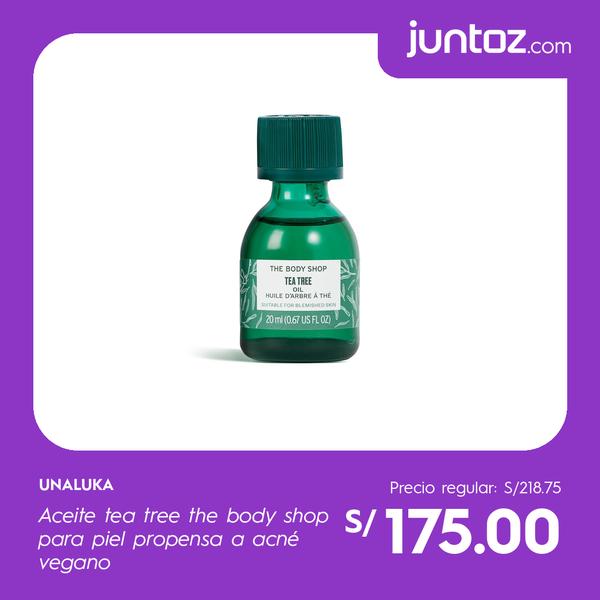 juntoz.com
THE BODY SHOP
TEA TREE
OIL
HUILE D'ARBRE À THÉ
SUITABLE FOR BLEMISHED SKIN
20 ml (0.67 US FL OZ)
UNALUKA
Aceite tea tree the body shop
para piel propensa a acné
vegano
Precio regular: S/218.75
S/ 175.00